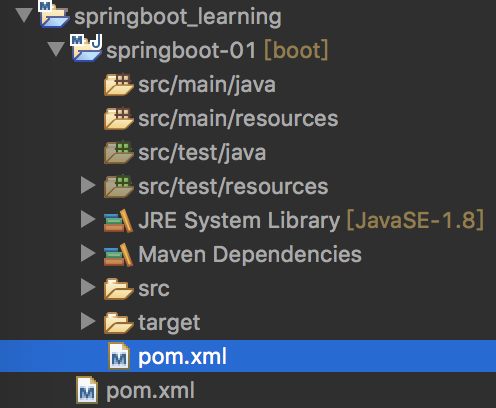 springboot_learning
springboot-01 [boot]
src/main/java
src/main/resources
src/test/java
src/test/resources
JRE System Library [JavaSE-1.8]
Maven Dependencies
src
target
pom.xml
pom.xml